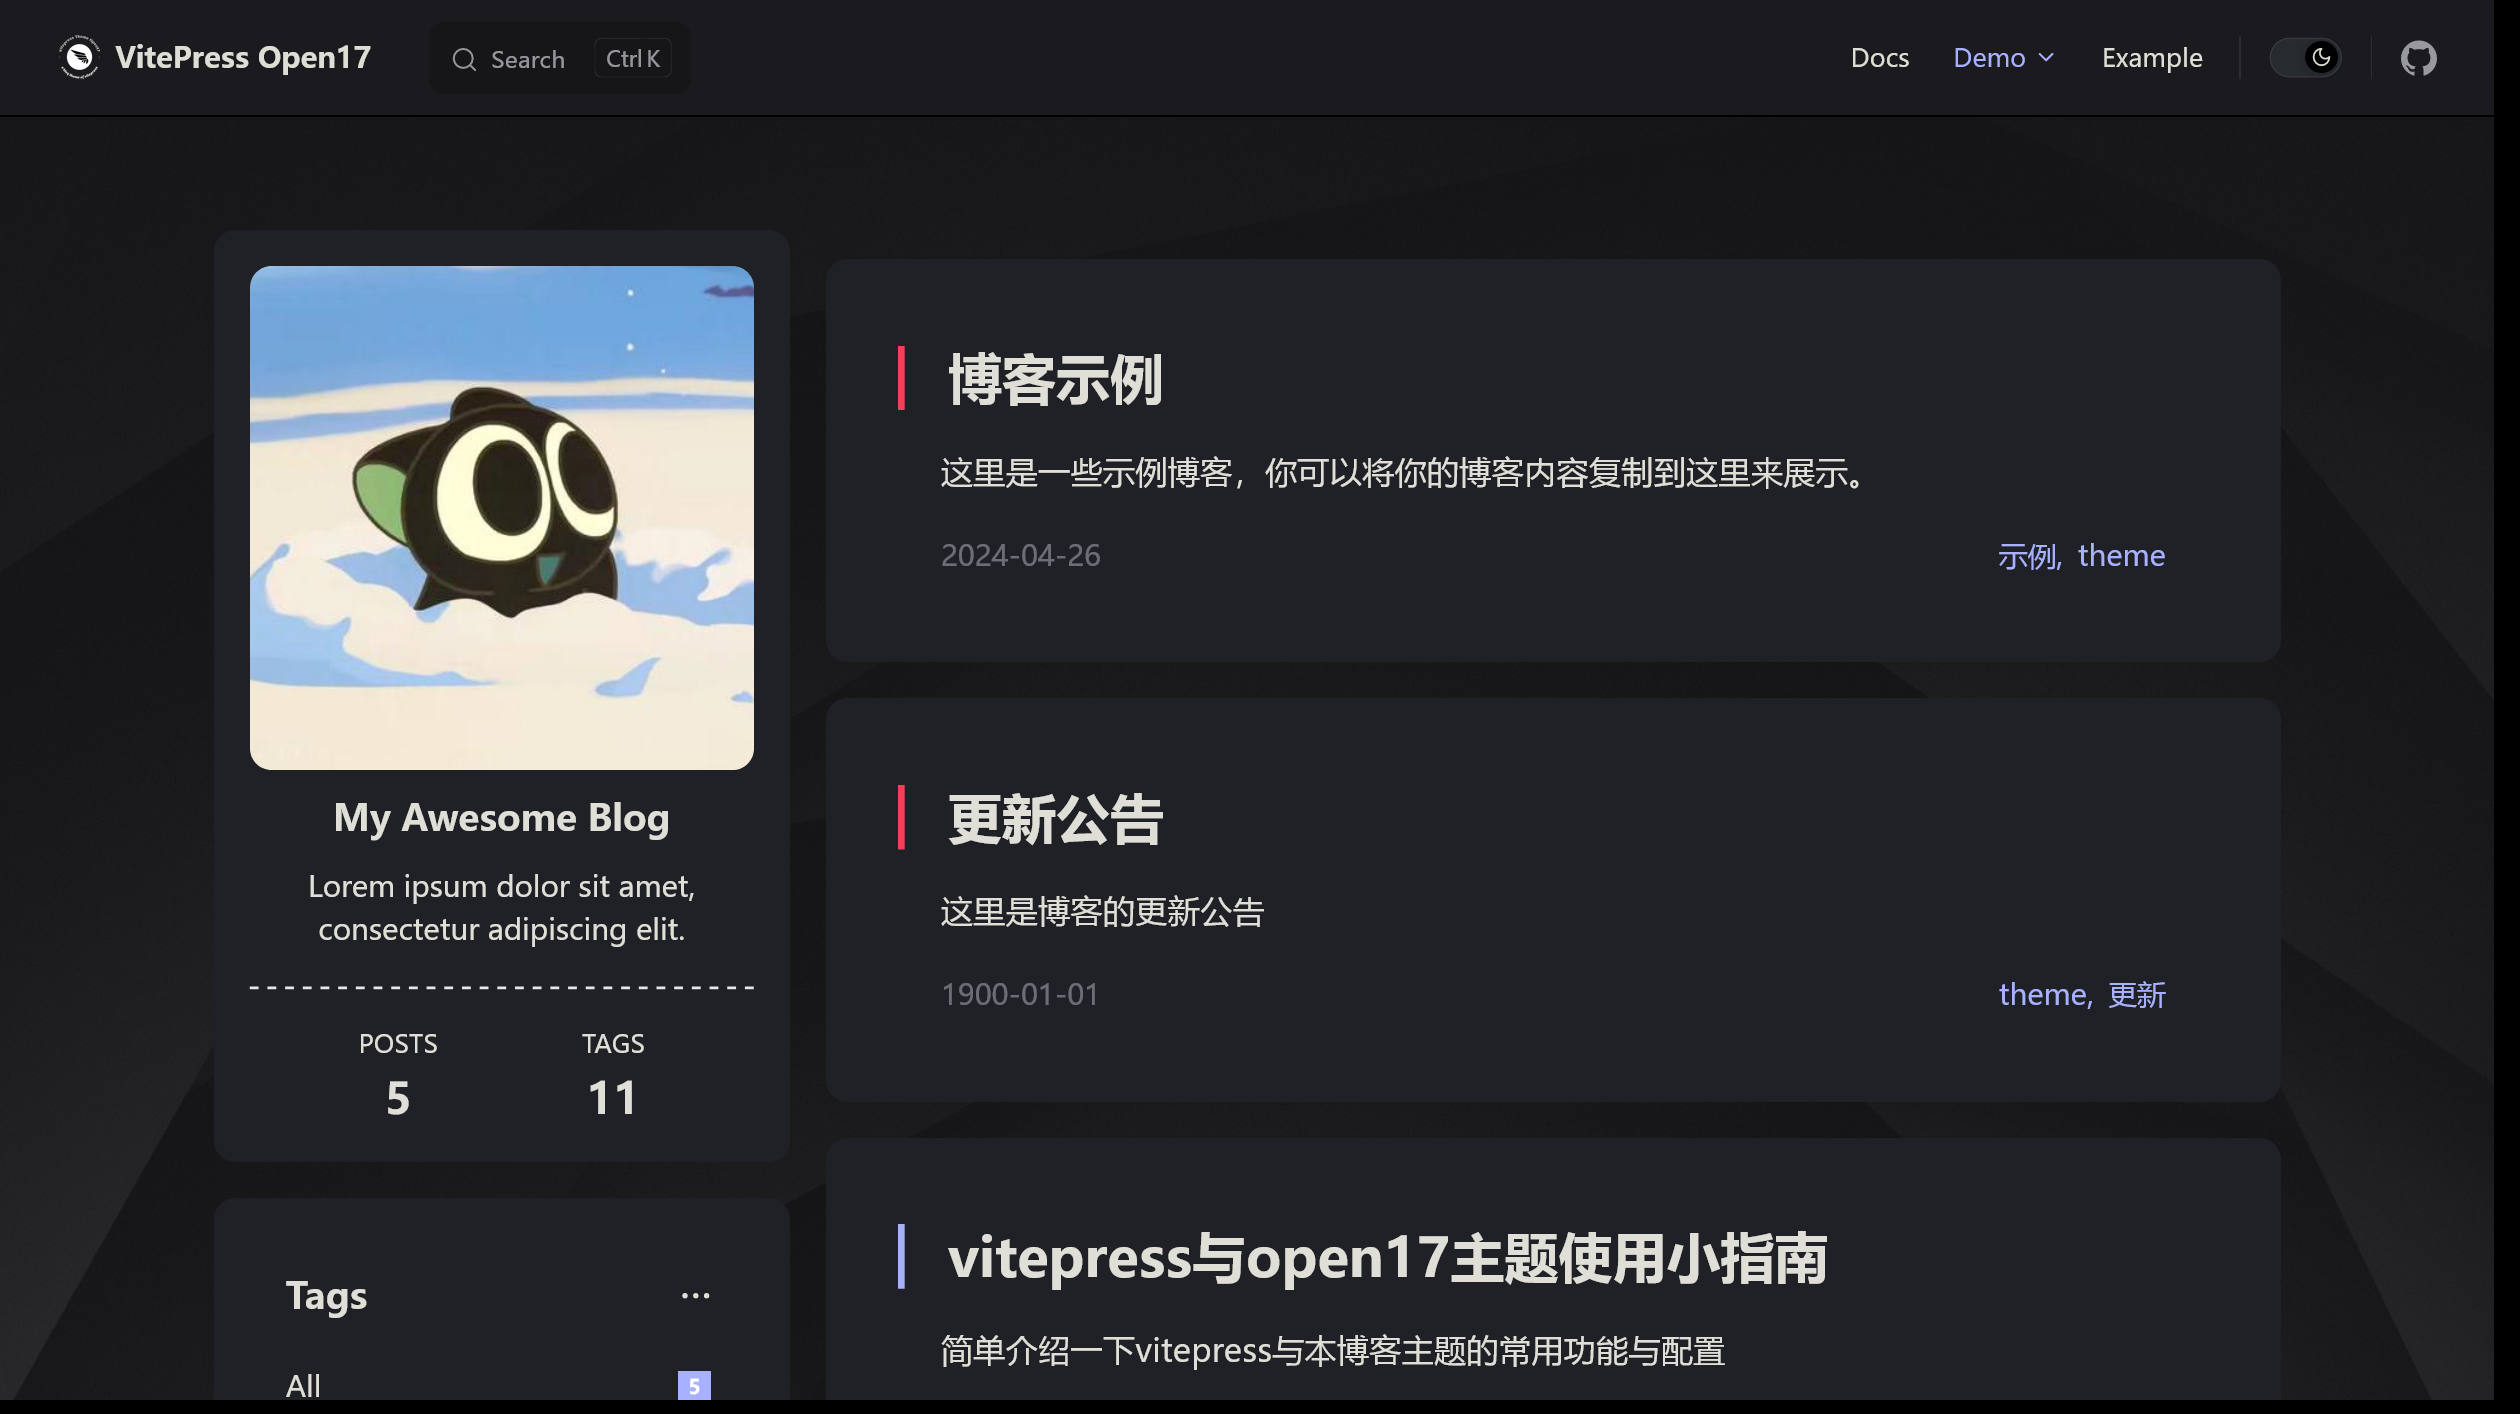 VitePress Open17
Search
Ctrl K
Docs
Demo
Example
My Awesome Blog
Lorem ipsum dolor sit amet,
consectetur adipiscing elit.
POSTS
5
TAGS
11
Tags
...
All
5
博客示例
这里是一些示例博客，你可以将你的博客内容复制到这里来展示。
2024-04-26
示例, theme
更新公告
这里是博客的更新公告
1900-01-01
theme, 更新
vitepress与open17主题使用小指南
简单介绍一下vitepress与本博客主题的常用功能与配置